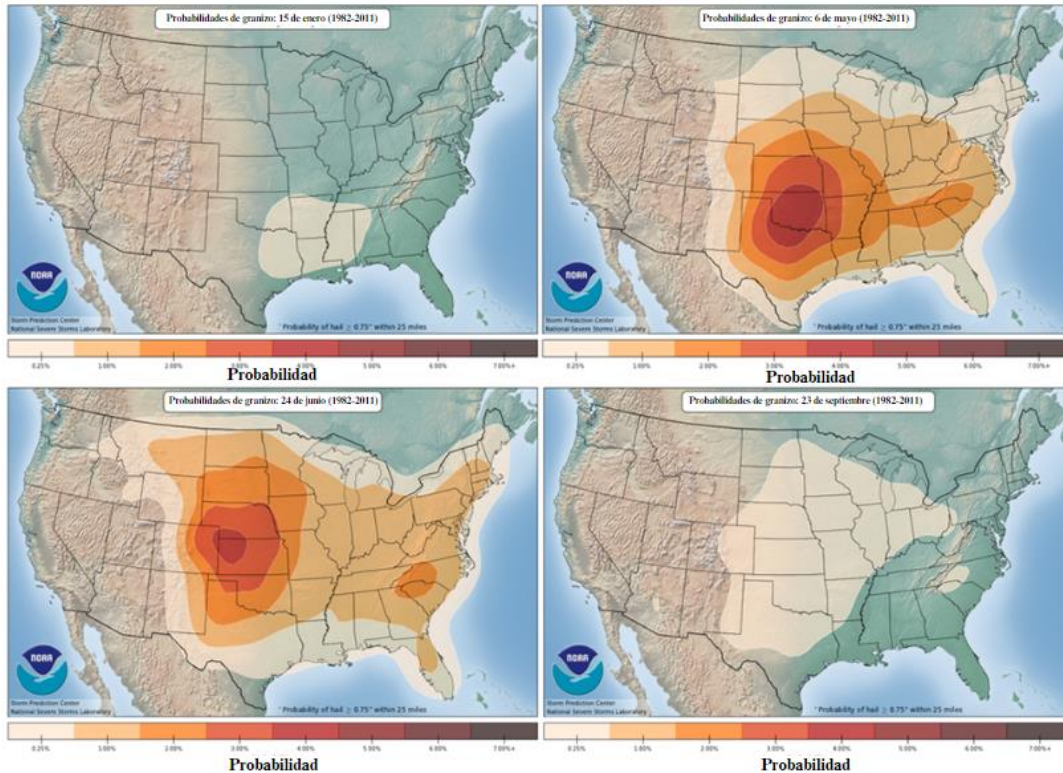 Probabilidades de granizo: 15 de enero (1982-2011)
NOAA
Storm Prediction Center
National Severe Storms Laboratory
Probability of hail ≥ 0.75" within 25 miles
0.25% 1.00% 2.00% 3.00% 4.00% 5.00% 6.00% 7.00%+
Probabilidad
Probabilidades de granizo: 6 de mayo (1982-2011)
NOAA
Storm Prediction Center
National Severe Storms Laboratory
Probability of hail ≥ 0.75" within 25 miles
0.25% 1.00% 2.00% 3.00% 4.00% 5.00% 6.00% 7.00%+
Probabilidad
Probabilidades de granizo: 24 de junio (1982-2011)
NOAA
Storm Prediction Center
National Severe Storms Laboratory
Probability of hail ≥ 0.75" within 25 miles
0.25% 1.00% 2.00% 3.00% 4.00% 5.00% 6.00% 7.00%+
Probabilidad
Probabilidades de granizo: 23 de septiembre (1982-2011)
NOAA
Storm Prediction Center
National Severe Storms Laboratory
Probability of hail ≥ 0.75" within 25 miles
0.25% 1.00% 2.00% 3.00% 4.00% 5.00% 6.00% 7.00%+
Probabilidad